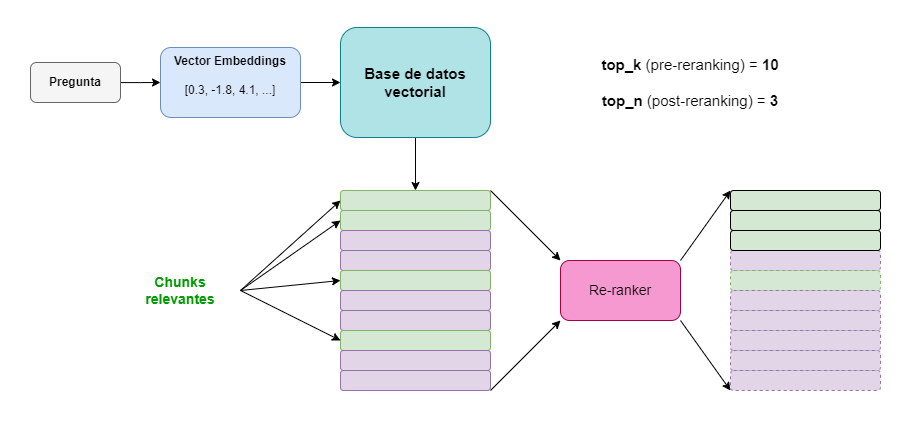 Pregunta
Vector Embeddings
[0.3, -1.8, 4.1, ...]
Base de datos
vectorial
top_k (pre-reranking) = 10
top_n (post-reranking) = 3
Chunks
relevantes
Re-ranker